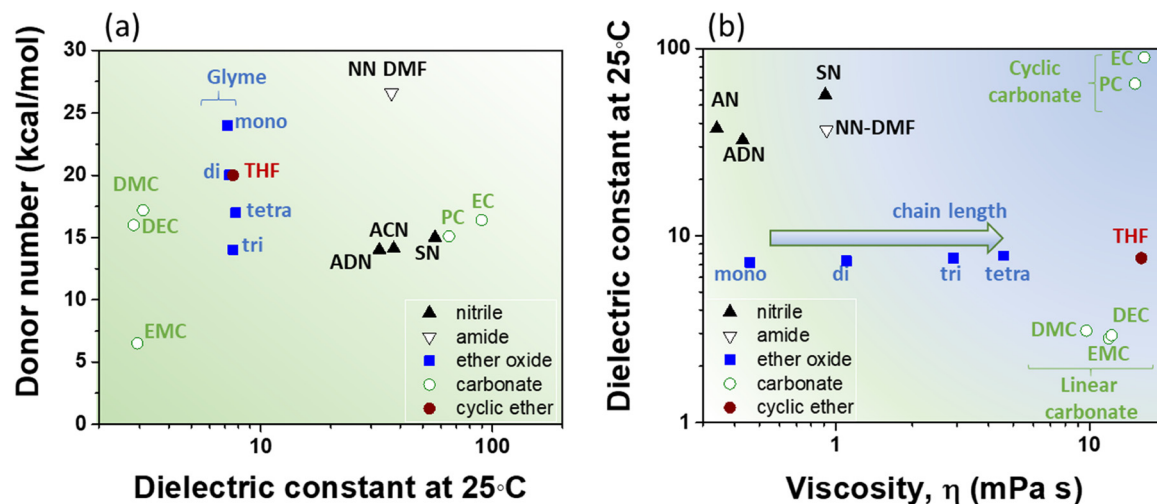 (a)
Donor number (kcal/mol)
30
25
20
15
10
5
0
10
100
Dielectric constant at 25◦C
NN DMF
Glyme
mono
di
THF
tetra
tri
DMC
DEC
EMC
ADN
ACN
SN
PC
EC
nitrile
amide
ether oxide
carbonate
cyclic ether
(b)
Dielectric constant at 25◦C
100
10
1
1
10
Viscosity, η (mPa s)
AN
ADN
SN
NN-DMF
Cyclic
carbonate
EC
PC
chain length
mono
di
tri
tetra
THF
DMC
DEC
EMC
Linear
carbonate
nitrile
amide
ether oxide
carbonate
cyclic ether